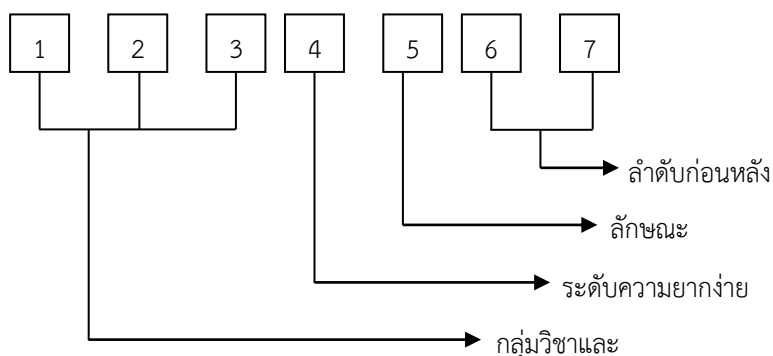 1 2 3 4 5 6 7
ลำดับก่อนหลัง
ลักษณะ
ระดับความยากง่าย
กลุ่มวิชาและ